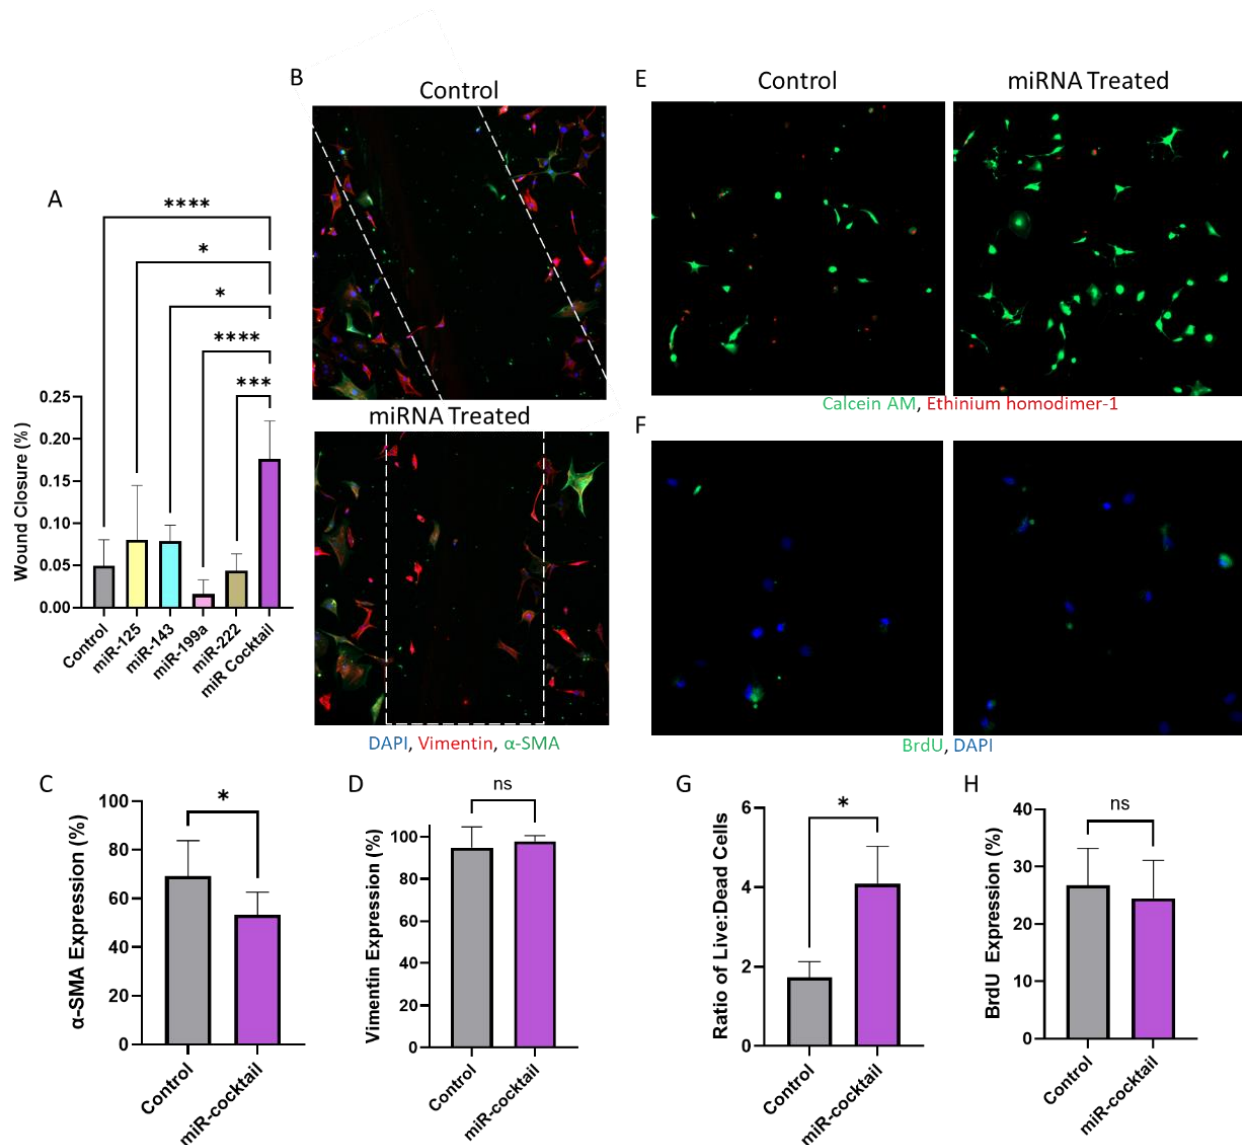 A
****
*
*
****
***
Wound Closure (%)
0.25
0.20
0.15
0.10
0.05
0.00
Control
miR-125
miR-143
miR-199a
miR-222
miR Cocktail
B
Control
miRNA Treated
DAPI, Vimentin, α-SMA
C
*
α-SMA Expression (%)
100
80
60
40
20
0
Control
miR-cocktail
D
ns
Vimentin Expression (%)
100
80
60
40
20
0
Control
miR-cocktail
E
Control
miRNA Treated
Calcein AM, Ethinium homodimer-1
F
BrdU, DAPI
G
*
Ratio of Live:Dead Cells
6
4
2
0
Control
miR-cocktail
H
ns
BrdU Expression (%)
40
30
20
10
0
Control
miR-cocktail